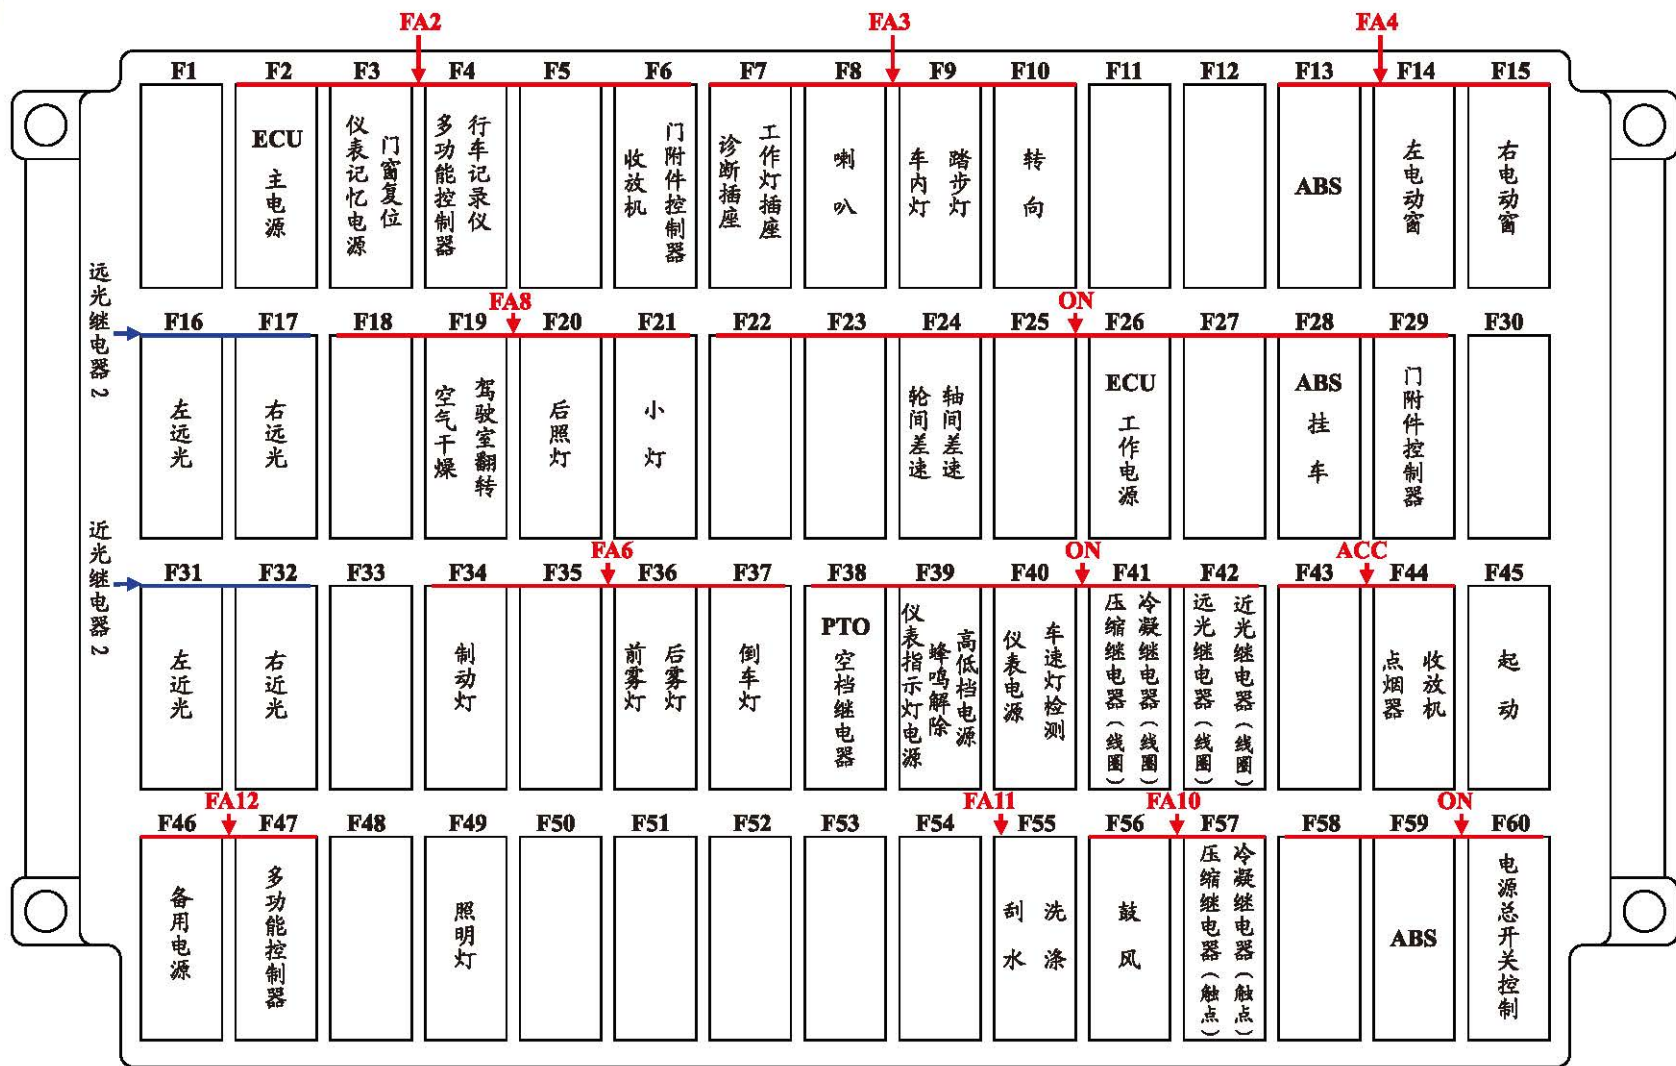 FA2 FA3 FA4
F1 F2 F3 F4 F5 F6 F7 F8 F9 F10 F11 F12 F13 F14 F15
ECU 主电源
仪表记忆电源
门窗复位
多功能控制器
行车记录仪
收放机
门附件控制器
诊断插座
工作灯插座
喇叭
车内灯
踏步灯
转向
ABS
左电动窗
右电动窗
远光继电器2
FA8 ON
F16 F17 F18 F19 F20 F21 F22 F23 F24 F25 F26 F27 F28 F29 F30
左远光
右远光
空气干燥
驾驶室翻转
后照灯
小灯
轮间差速
轴间差速
ECU 工作电源
ABS 挂车
门附件控制器
近光继电器2
FA6 ON ACC
F31 F32 F33 F34 F35 F36 F37 F38 F39 F40 F41 F42 F43 F44 F45
左近光
右近光
制动灯
前雾灯
后雾灯
倒车灯
PTO 空档继电器
仪表指示灯电源
蜂鸣解除
高低档电源
仪表电源
车速灯检测
压缩继电器(线圈)
冷凝继电器(线圈)
远光继电器(线圈)
近光继电器(线圈)
点烟器
收放机
起动
FA12 FA11 FA10 ON
F46 F47 F48 F49 F50 F51 F52 F53 F54 F55 F56 F57 F58 F59 F60
备用电源
多功能控制器
照明灯
刮水
洗涤
鼓风
压缩继电器(触点)
冷凝继电器(触点)
ABS
电源总开关控制